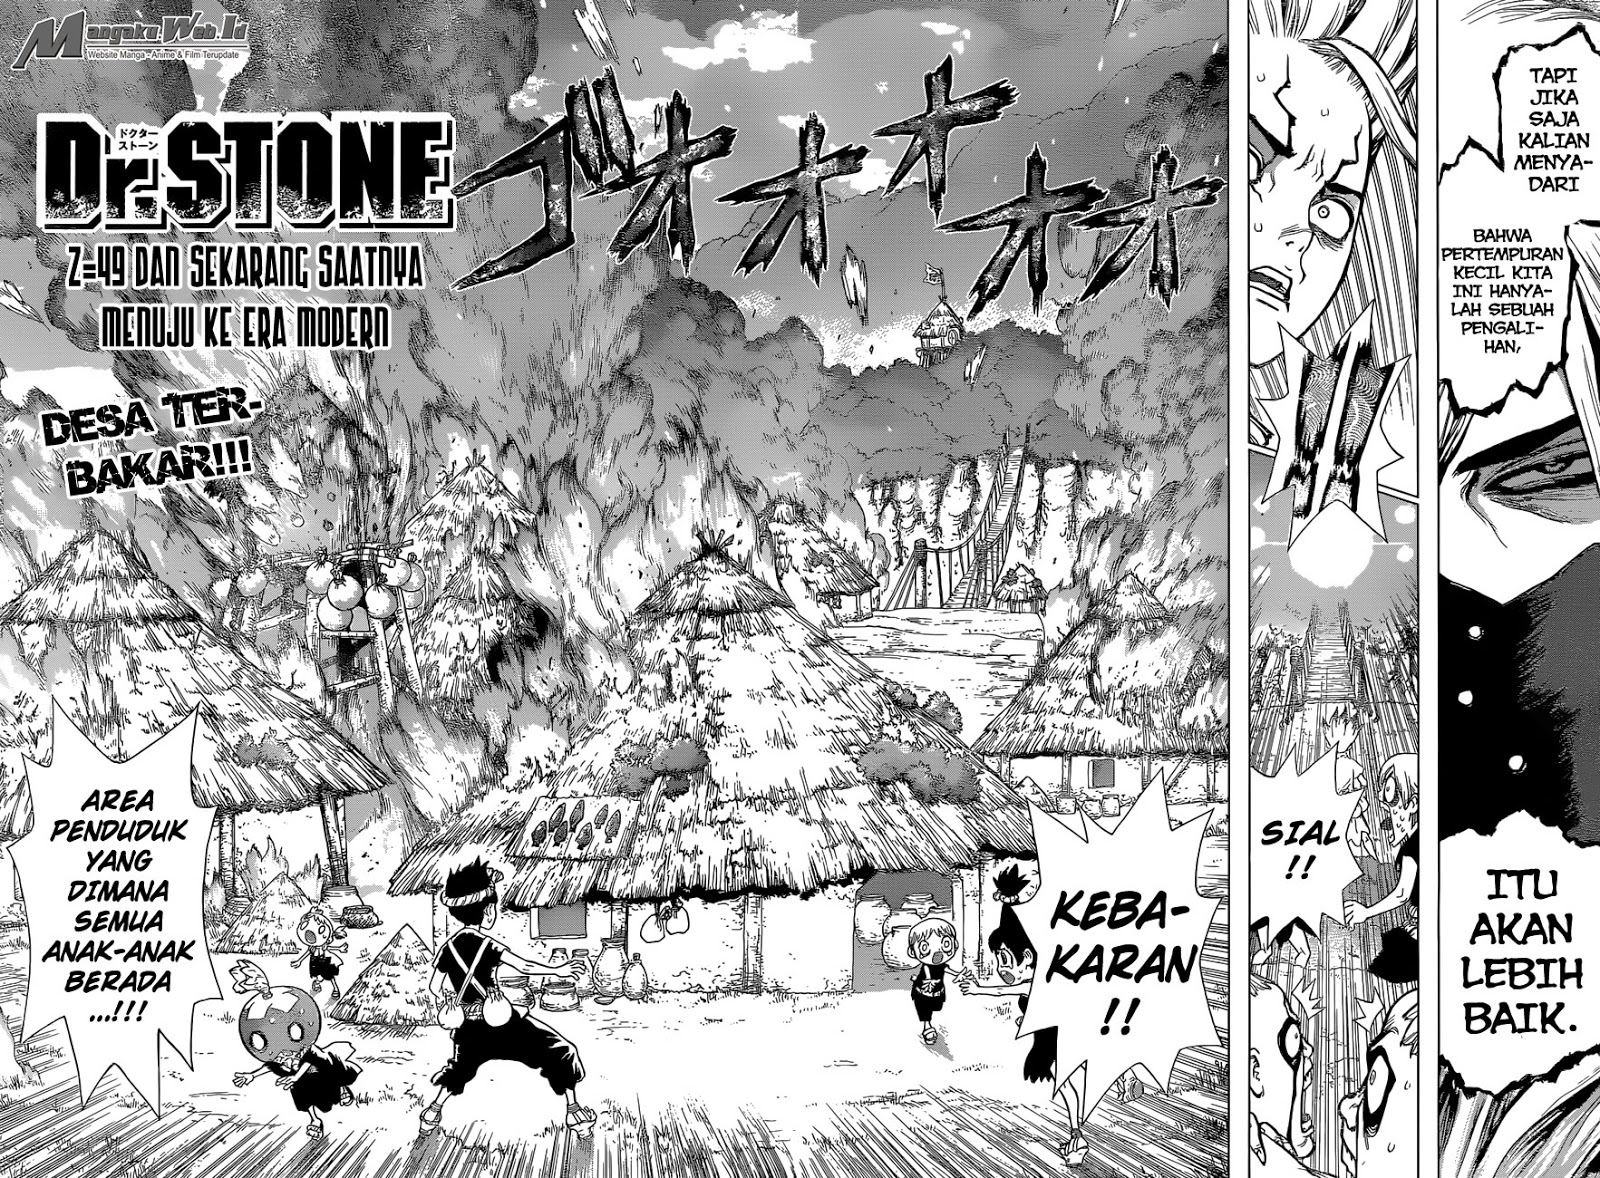 Mangaku.Web.Id
Website Manga - Anime & Film Terupdate
TAPI
JIKA
SAJA
KALIAN
MENYA-
DARI
BAHWA
PERTEMPURAN
KECIL KITA
INI HANYA-
LAH SEBUAH
PENGALI-
HAN,
ITU
AKAN
LEBIH
BAIK.
SIAL
!!
ドクター
ストーン
Dr.STONE
Z=49 DAN SEKARANG SAATNYA
MENUJU KE ERA MODERN
ゴオオオオオ
DESA TER-
BAKAR!!!
KEBA-
KARAN
!!
AREA
PENDUDUK
YANG
DIMANA
SEMUA
ANAK-ANAK
BERADA
...!!!